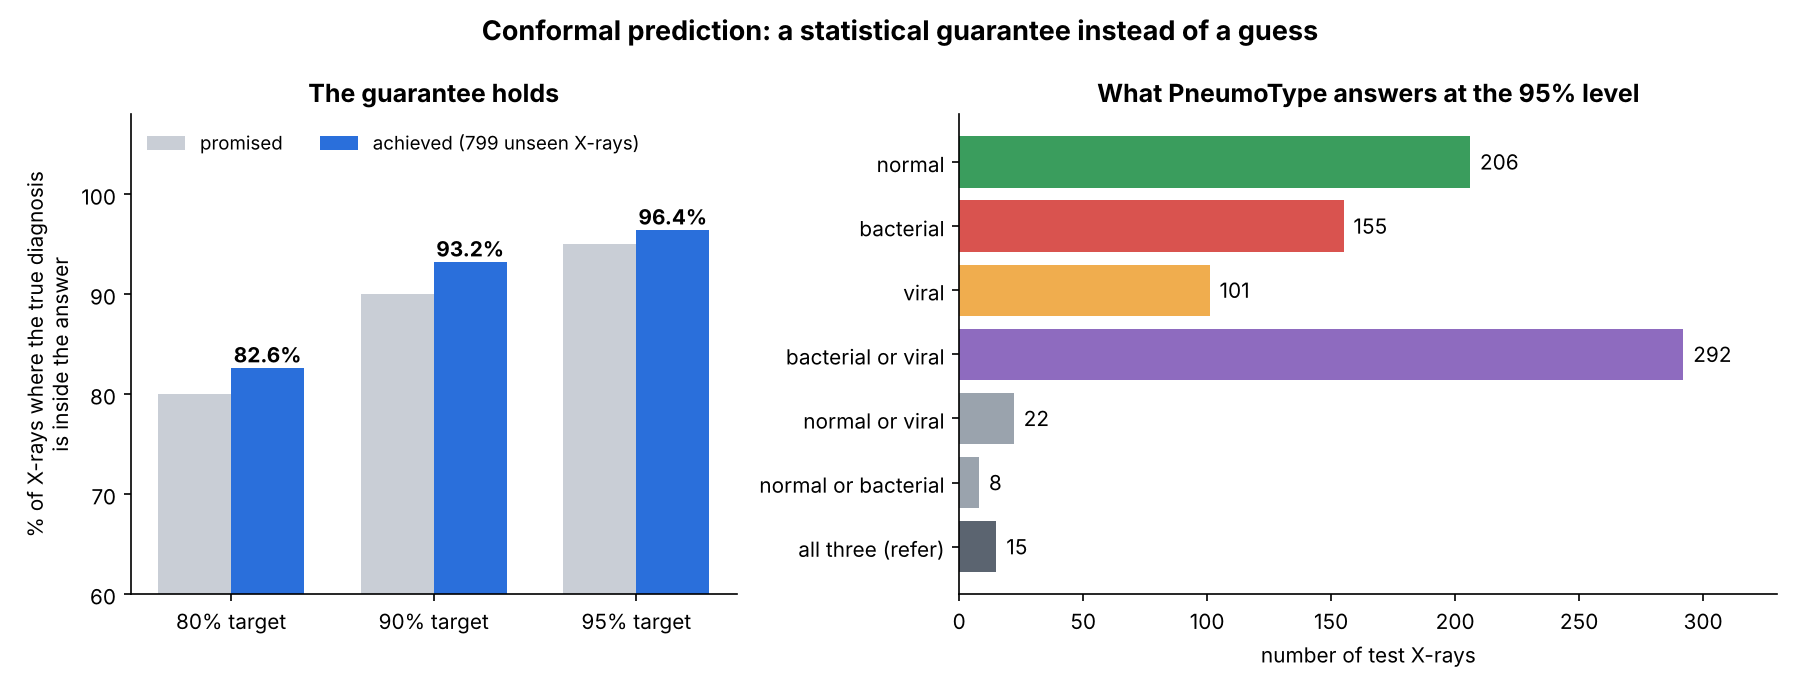 Conformal prediction: a statistical guarantee instead of a guess
The guarantee holds
promised
achieved (799 unseen X-rays)
% of X-rays where the true diagnosis
is inside the answer
100
90
80
70
60
82.6%
93.2%
96.4%
80% target
90% target
95% target
What PneumoType answers at the 95% level
normal
206
bacterial
155
viral
101
bacterial or viral
292
normal or viral
22
normal or bacterial
8
all three (refer)
15
0
50
100
150
200
250
300
number of test X-rays